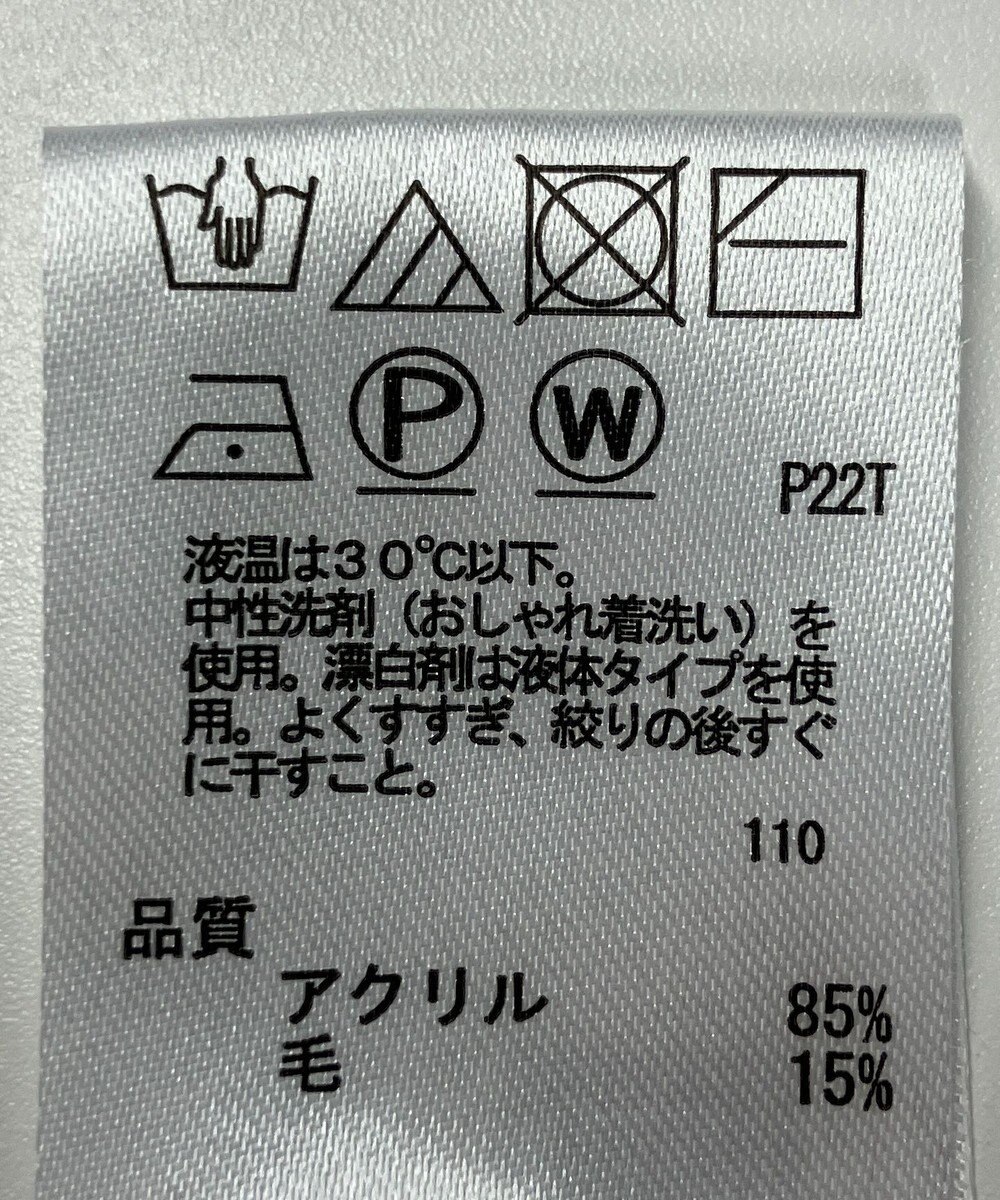 P W
P22T
液温は30℃以下。
中性洗剤(おしゃれ着洗い)を
使用。漂白剤は液体タイプを使
用。よくすすぎ、絞りの後すぐ
に干すこと。
110
品質
アクリル 85%
毛 15%